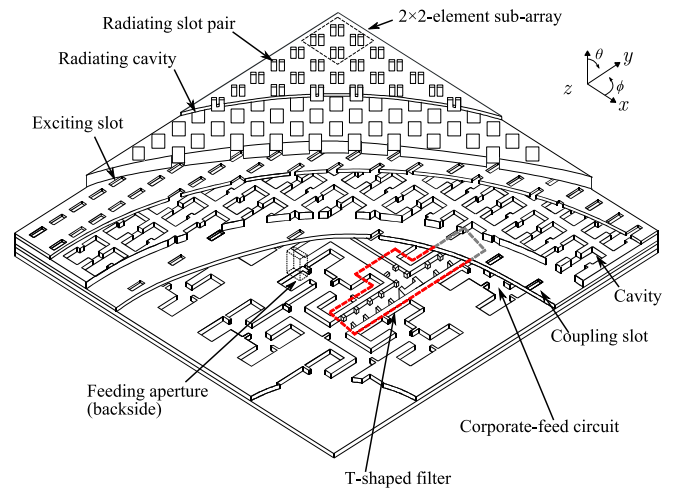 Radiating slot pair
2×2-element sub-array
Radiating cavity
θ
y
z
ϕ
x
Exciting slot
Cavity
Coupling slot
Feeding aperture
(backside)
Corporate-feed circuit
T-shaped filter